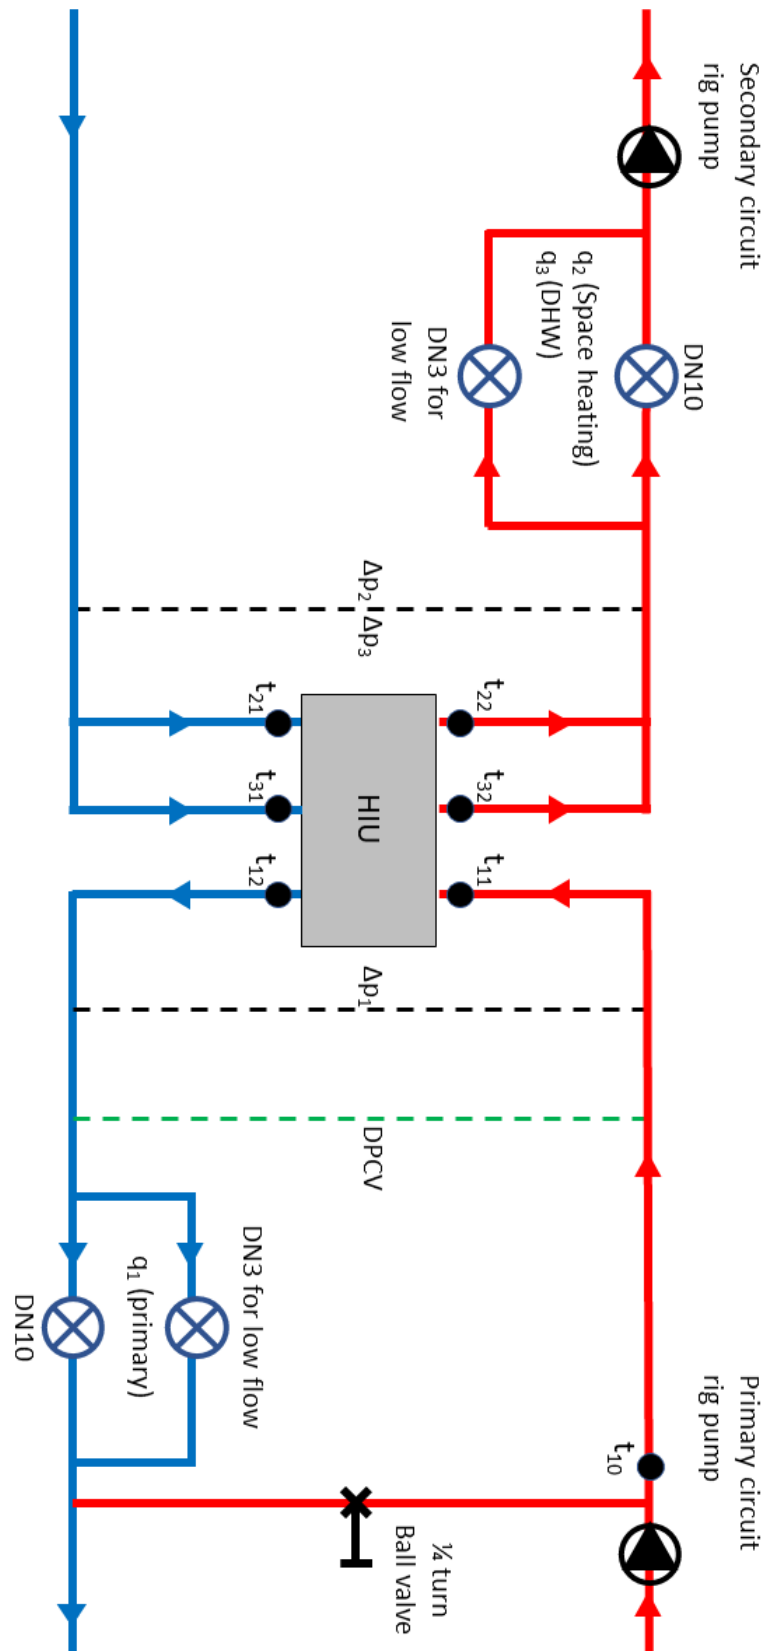 Secondary circuit
rig pump
DN10
q₂ (Space heating)
q₃ (DHW)
DN3 for
low flow
Δp₂ Δp₃
t₂₂
t₃₂
t₁₁
t₂₁
t₃₁
t₁₂
HIU
Δp₁
DPCV
Primary circuit
rig pump
t₁₀
DN3 for low flow
q₁ (primary)
DN10
¼ turn
Ball valve